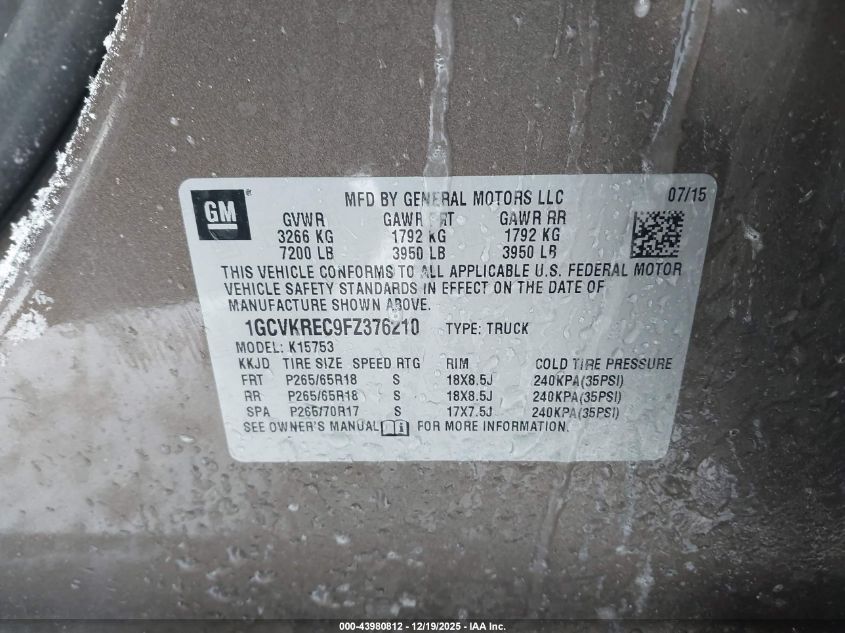 GM
MFD BY GENERAL MOTORS LLC 07/15
GVWR GAWR FRT GAWR RR
3266 KG 1792 KG 1792 KG
7200 LB 3950 LB 3950 LB
THIS VEHICLE CONFORMS TO ALL APPLICABLE U.S. FEDERAL MOTOR
VEHICLE SAFETY STANDARDS IN EFFECT ON THE DATE OF
MANUFACTURE SHOWN ABOVE.
1GCVKREC9FZ376210 TYPE: TRUCK
MODEL: K15753
KKJD TIRE SIZE SPEED RTG RIM COLD TIRE PRESSURE
FRT P265/65R18 S 18X8.5J 240KPA(35PSI)
RR P265/65R18 S 18X8.5J 240KPA(35PSI)
SPA P265/70R17 S 17X7.5J 240KPA(35PSI)
SEE OWNER'S MANUAL i FOR MORE INFORMATION.
000-43980812 - 12/19/2025 - IAA Inc.